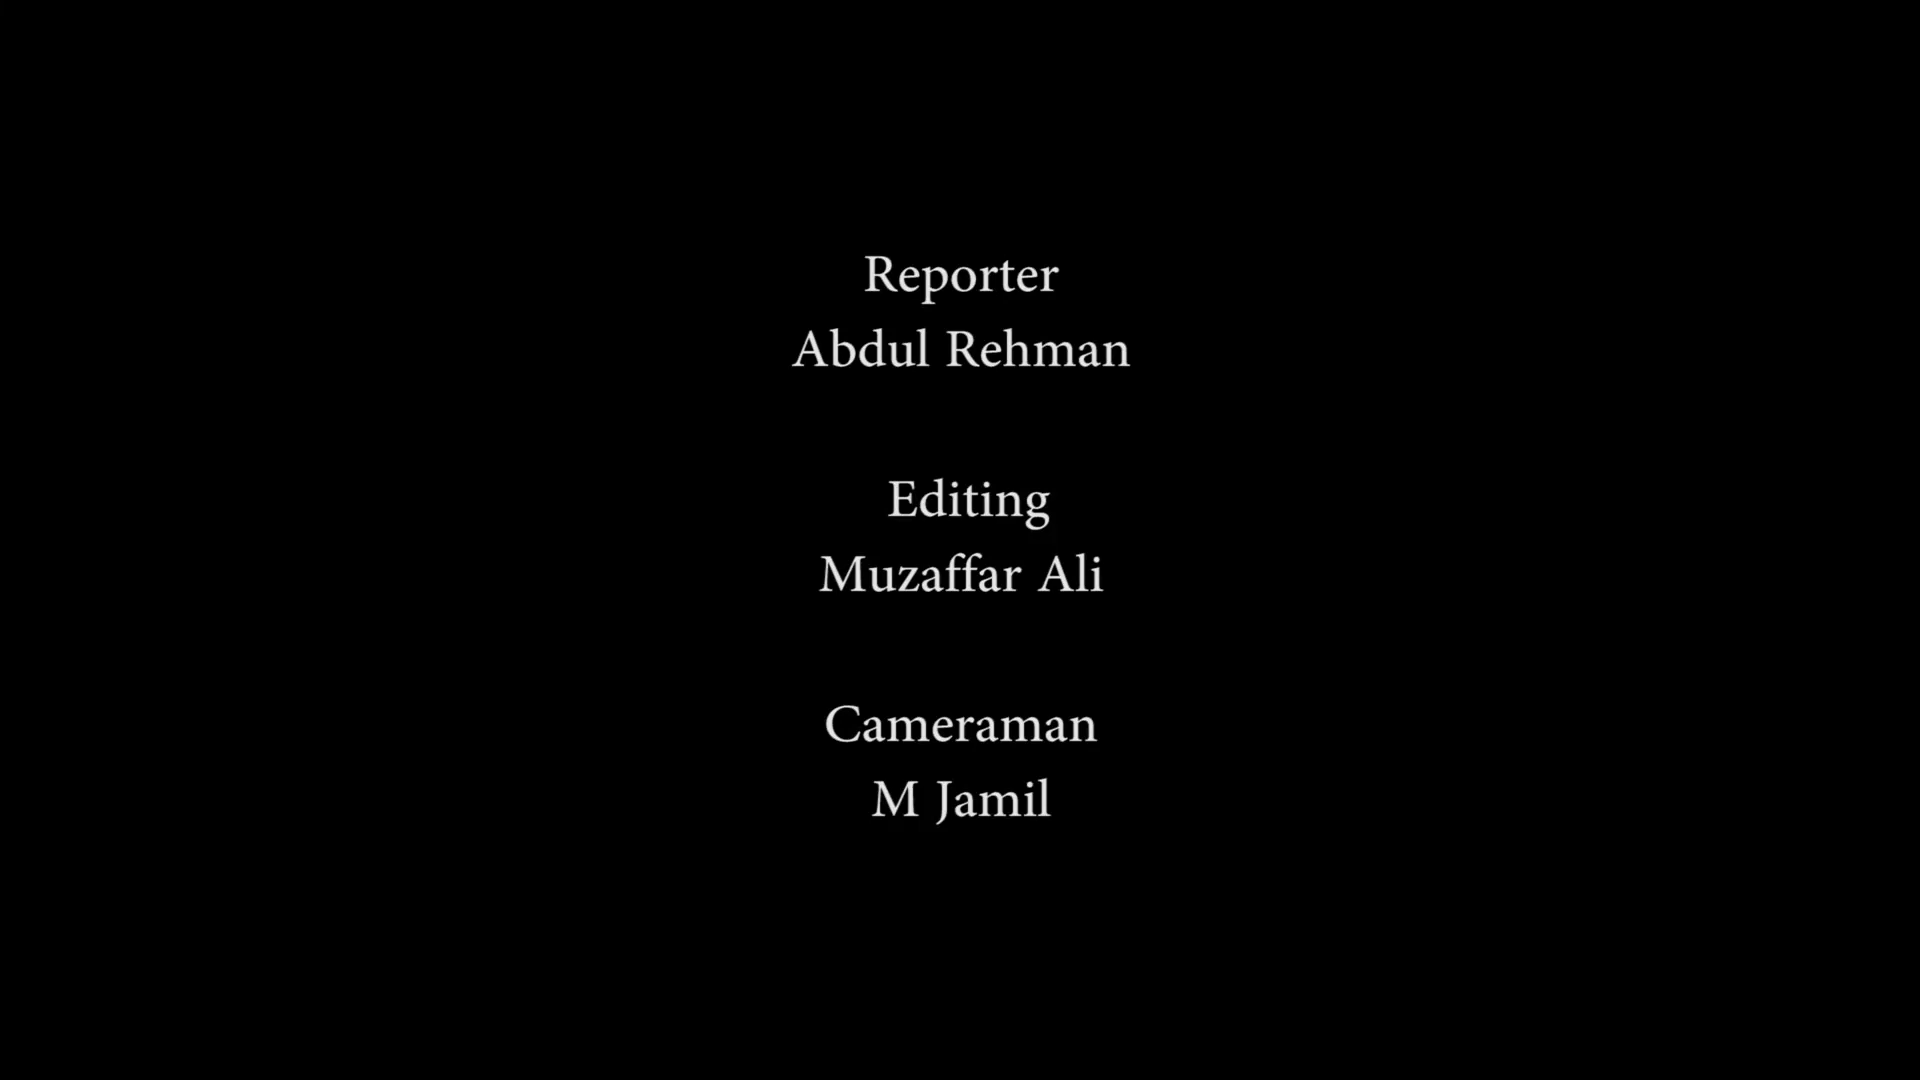 Reporter
Abdul Rehman
Editing
Muzaffar Ali
Cameraman
M Jamil